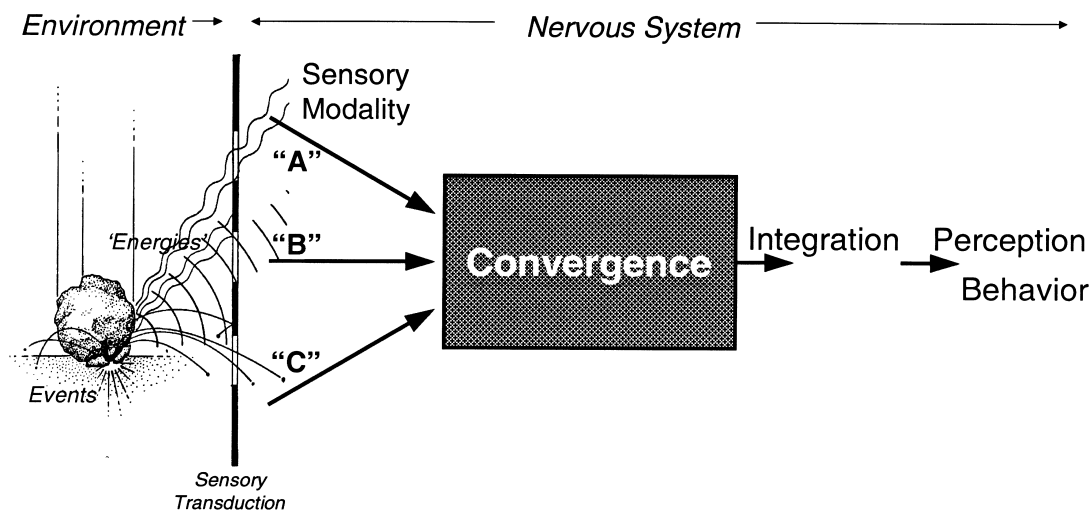 Environment
Nervous System
Sensory
Modality
“A”
'Energies'
“B”
Convergence
Integration
Perception
Behavior
“C”
Events
Sensory
Transduction